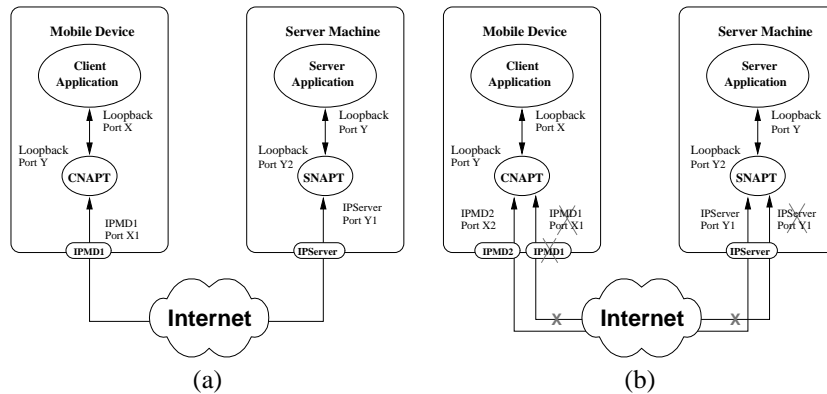 Mobile Device
Client
Application
Loopback
Port X
Loopback
Port Y
CNAPT
IPMD1
Port X1
IPMD1
Server Machine
Server
Application
Loopback
Port Y
Loopback
Port Y2
SNAPT
IPServer
Port Y1
IPServer
Internet
(a)
Mobile Device
Client
Application
Loopback
Port X
Loopback
Port Y
CNAPT
IPMD2
Port X2
IPMD1
Port X1
IPMD2
IPMD1
Server Machine
Server
Application
Loopback
Port Y
Loopback
Port Y2
SNAPT
IPServer
Port Y1
IPServer
Port Y1
IPServer
X
Internet
X
(b)